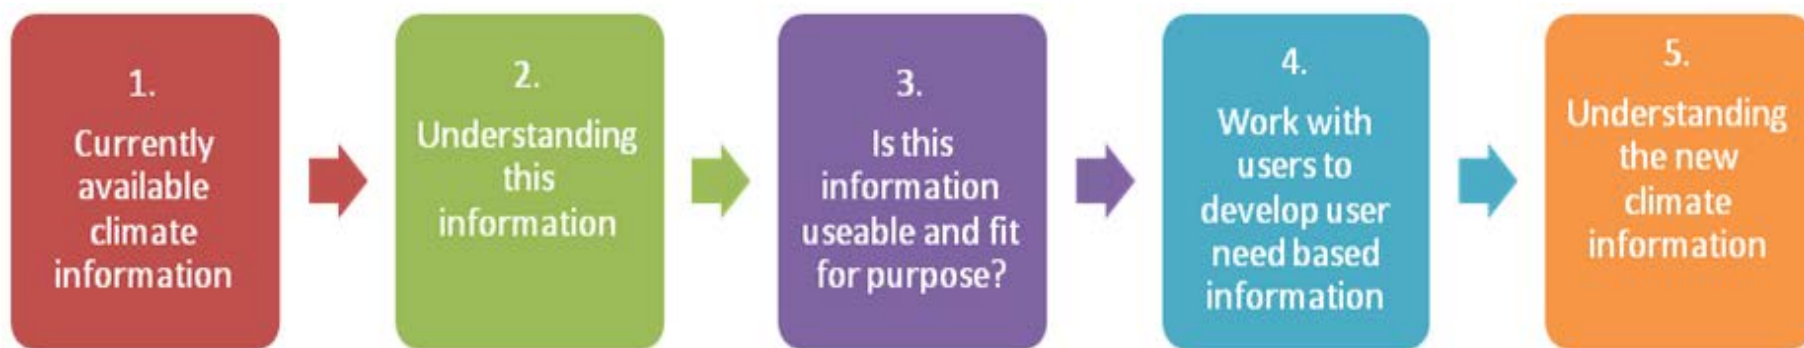 1.
Currently
available
climate
information
2.
Understanding
this
information
3.
Is this
information
useable and fit
for purpose?
4.
Work with
users to
develop user
need based
information
5.
Understanding
the new
climate
information